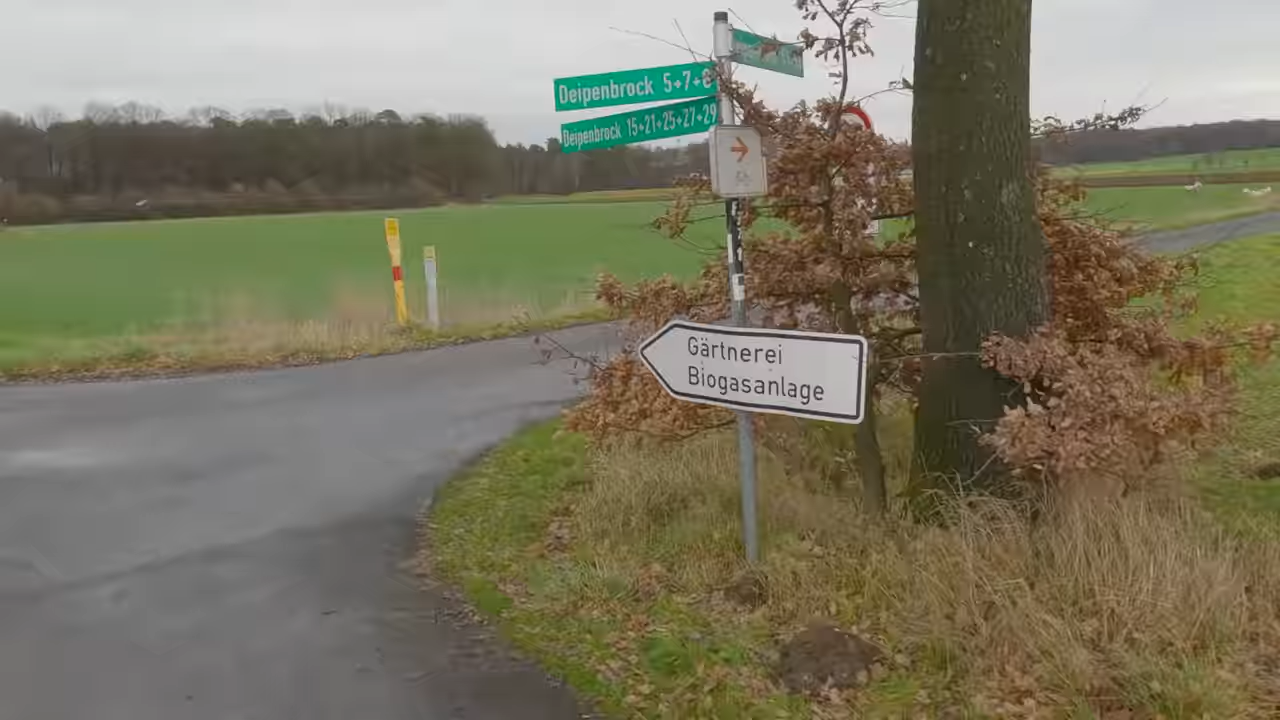 Deipenbrock 5+7+8
Deipenbrock 15+21+25+27+29
Gärtnerei
Biogasanlage